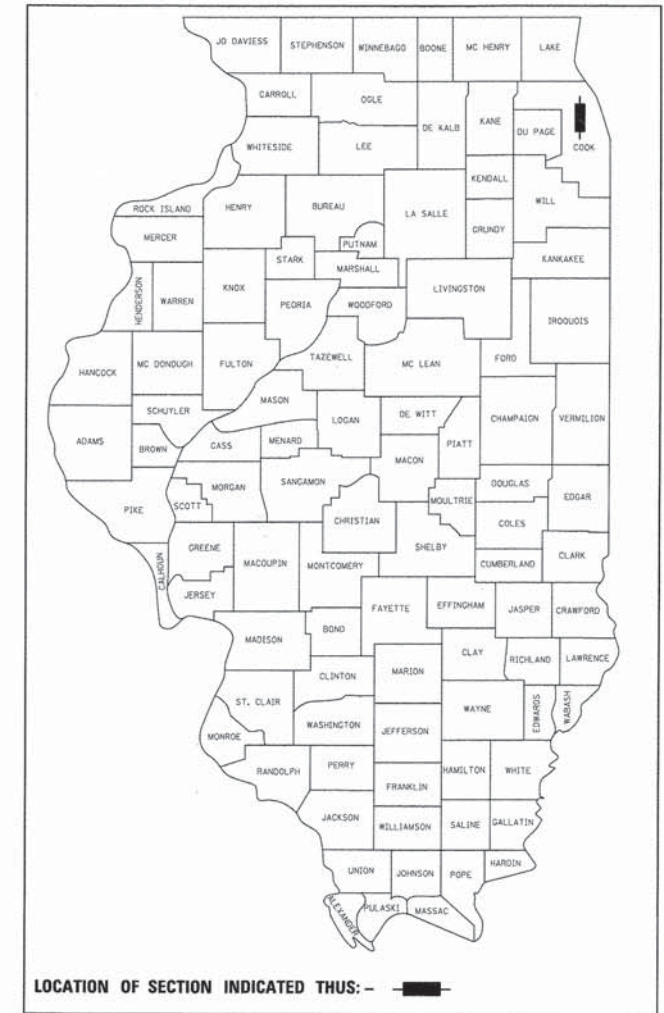 JO DAVIESS STEPHENSON WINNEBAGO BOONE MC HENRY LAKE
CARROLL OGLE DE KALB KANE DU PAGE COOK
WHITESIDE LEE
KENDALL WILL
ROCK ISLAND HENRY BUREAU LA SALLE GRUNDY
MERCER PUTNAM KANKAKEE
STARK MARSHALL
HENDERSON WARREN KNOX PEORIA WOODFORD LIVINGSTON IROQUOIS
HANCOCK MC DONOUGH FULTON TAZEWELL MC LEAN FORD
SCHUYLER MASON LOGAN DE WITT CHAMPAIGN VERMILION
ADAMS BROWN CASS MENARD MACON PIATT
PIKE SCOTT MORGAN SANGAMON MOULTRIE DOUGLAS EDGAR
CHRISTIAN COLES
CALHOUN GREENE MACOUPIN MONTGOMERY SHELBY CUMBERLAND CLARK
JERSEY FAYETTE EFFINGHAM JASPER CRAWFORD
MADISON BOND CLAY RICHLAND LAWRENCE
CLINTON MARION
ST. CLAIR WAYNE EDWARDS WABASH
MONROE WASHINGTON JEFFERSON
RANDOLPH PERRY HAMILTON WHITE
FRANKLIN
JACKSON WILLIAMSON SALINE GALLATIN
UNION JOHNSON POPE HARDIN
ALEXANDER PULASKI MASSAC
LOCATION OF SECTION INDICATED THUS: –